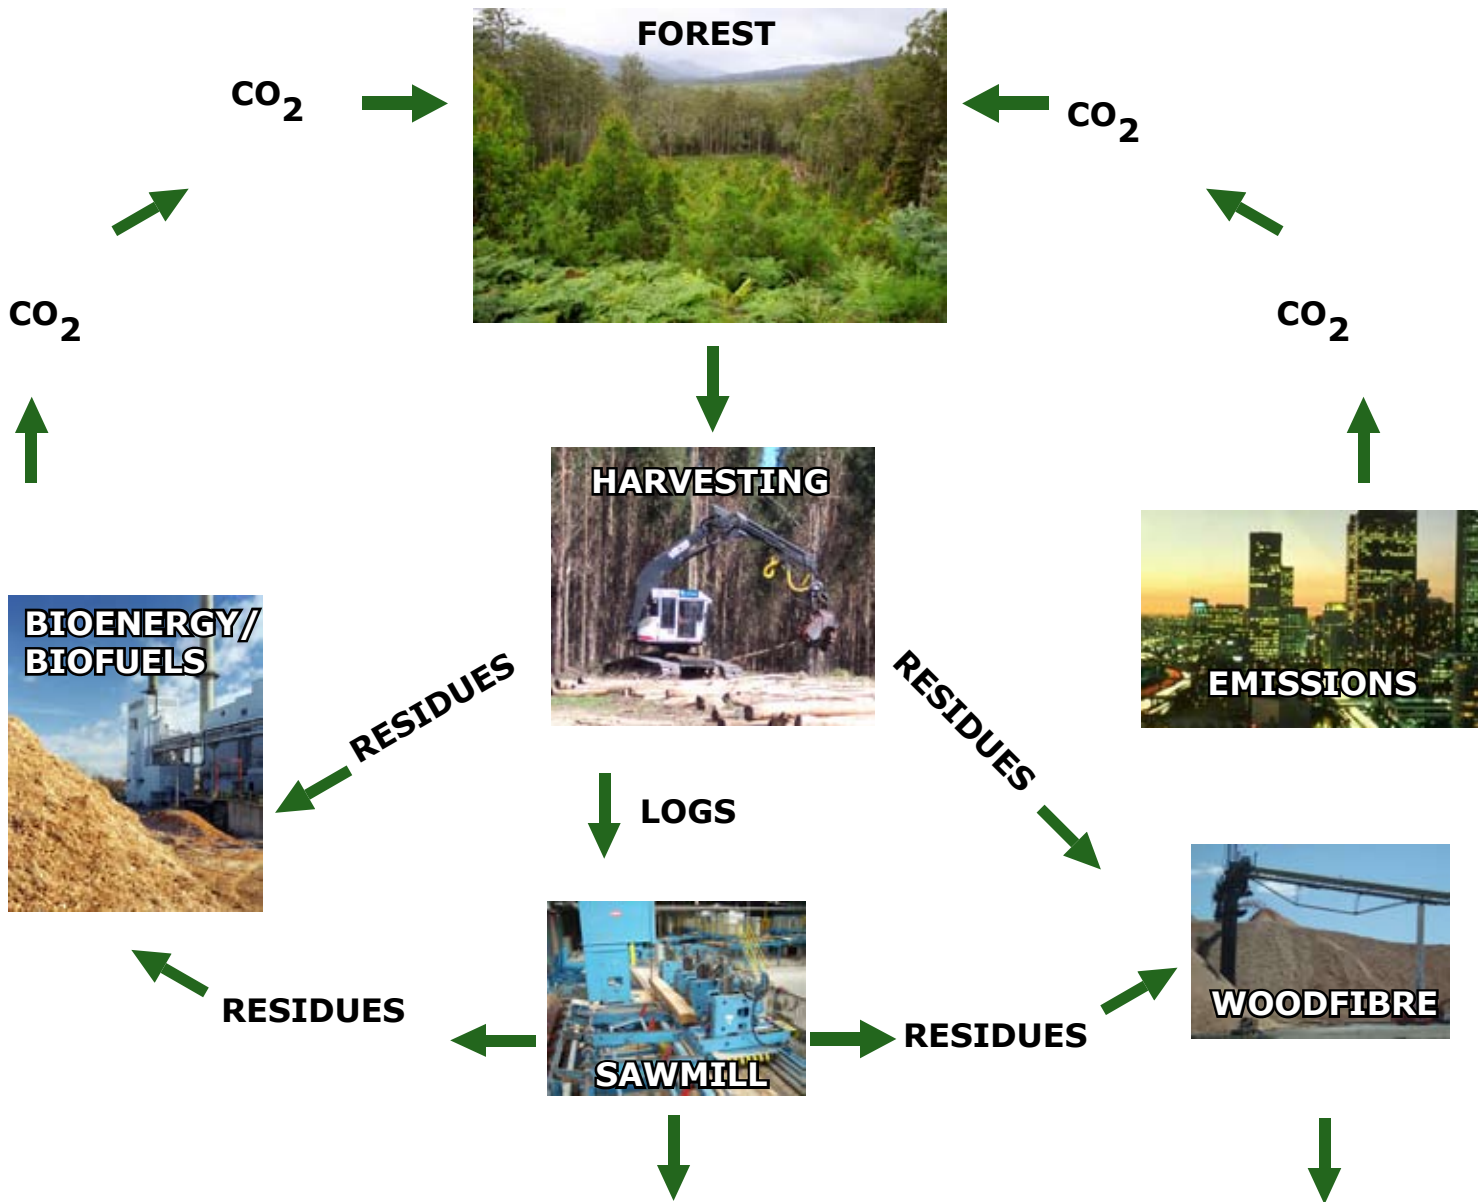 FOREST
CO₂
CO₂
CO₂
CO₂
HARVESTING
BIOENERGY/
BIOFUELS
RESIDUES
RESIDUES
EMISSIONS
LOGS
RESIDUES
SAWMILL
RESIDUES
WOODFIBRE